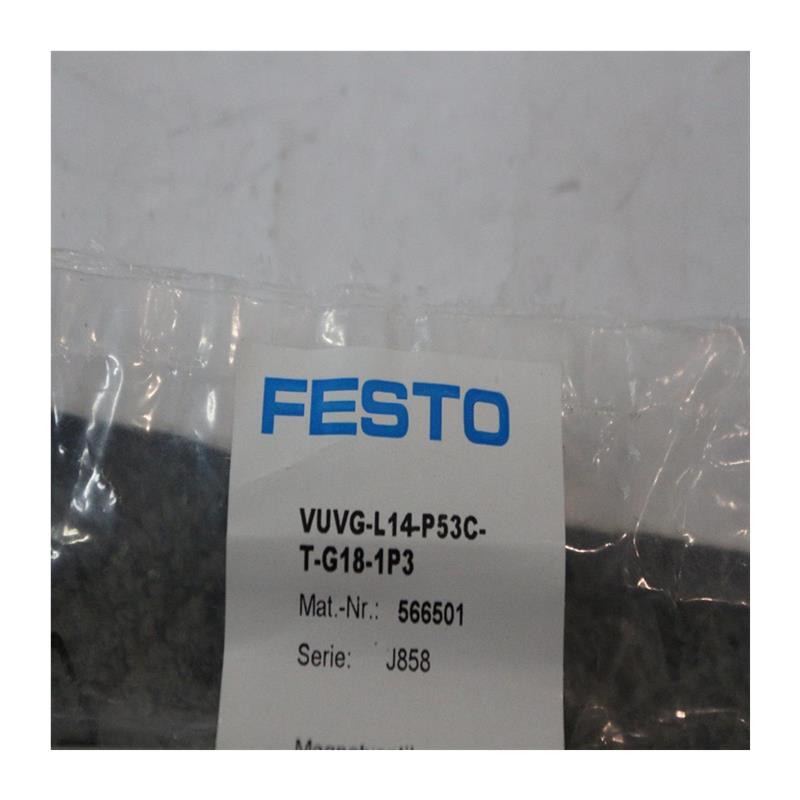 FESTO
VUVG-L14-P53C-
T-G18-1P3
Mat.-Nr.: 566501
Serie: J858